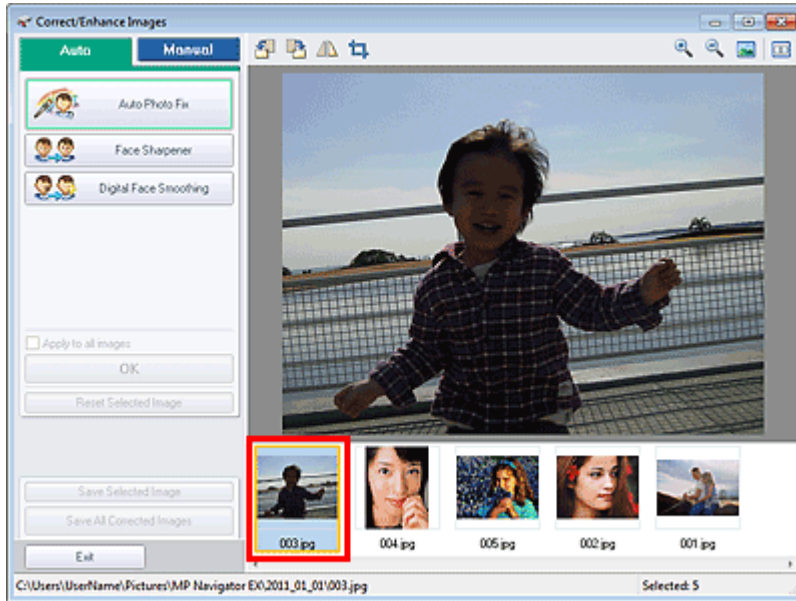 Correct/Enhance Images
Auto
Manual
Auto Photo Fix
Face Sharpener
Digital Face Smoothing
Apply to all images
OK
Reset Selected Image
Save Selected Image
Save All Corrected Images
Exit
003.jpg
004.jpg
005.jpg
002.jpg
001.jpg
C:\Users\UserName\Pictures\MP Navigator EX\2011_01_01\003.jpg
Selected: 5